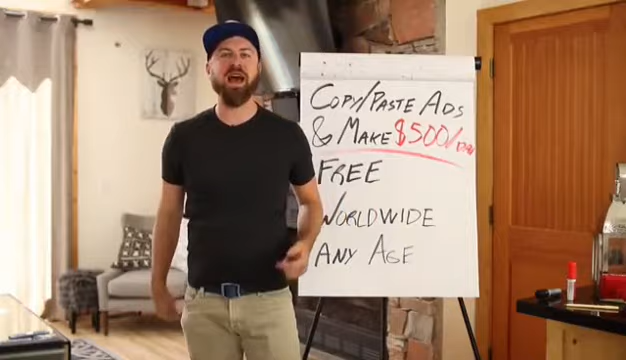 COPY/PASTE ADS
& MAKE $500/DAY
FREE
WORLDWIDE
ANY AGE